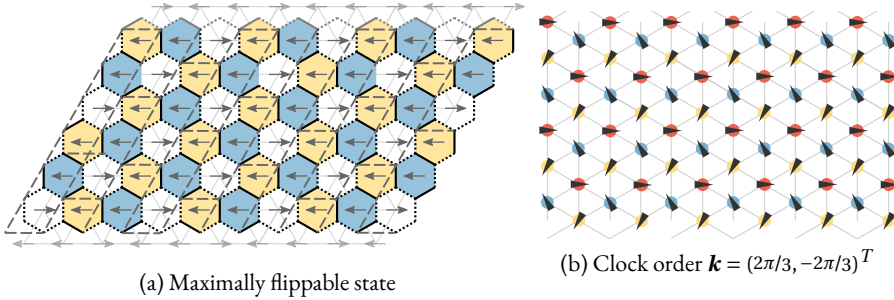 (a) Maximally flippable state
(b) Clock order k = (2π/3, −2π/3)ᵀ